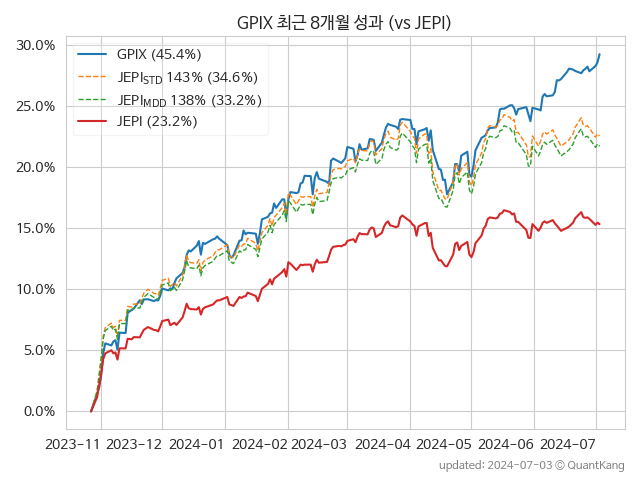 GPIX 최근 8개월 성과 (vs JEPI)
30.0%
25.0%
20.0%
15.0%
10.0%
5.0%
0.0%
GPIX (45.4%)
JEPISTD 143% (34.6%)
JEPIMDD 138% (33.2%)
JEPI (23.2%)
2023-11 2023-12 2024-01 2024-02 2024-03 2024-04 2024-05 2024-06 2024-07
updated: 2024-07-03 © QuantKang